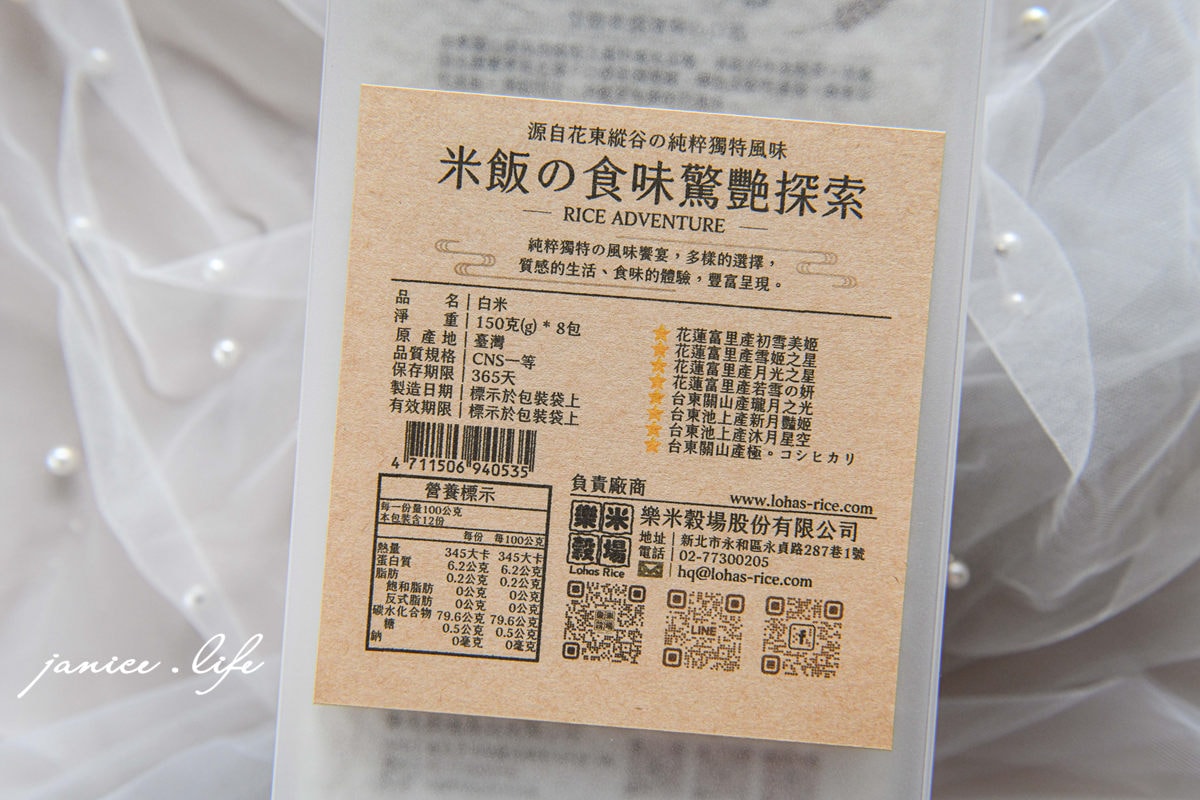 源自花東縱谷の純粹獨特風味
米飯の食味驚艷探索
RICE ADVENTURE
純粹獨特の風味饗宴，多樣的選擇，
質感的生活、食味的體驗，豐富呈現。
品名｜白米
淨重｜150克(g) * 8包
原產地｜臺灣
品質規格｜CNS一等
保存期限｜365天
製造日期｜標示於包裝袋上
有效期限｜標示於包裝袋上
花蓮富里產初雪美姬
花蓮富里產雪姬之星
花蓮富里產月光之星
花蓮富里產若雪の妍
台東關山產瓏月之光
台東池上產新月豔姬
台東池上產沐月星空
台東關山產極。コシヒカリ
4 711506 940535
營養標示
每一份量100公克
本包裝含12份
每份 每100公克
熱量 345大卡 345大卡
蛋白質 6.2公克 6.2公克
脂肪 0.2公克 0.2公克
飽和脂肪 0公克 0公克
反式脂肪 0公克 0公克
碳水化合物 79.6公克 79.6公克
糖 0.5公克 0.5公克
鈉 0毫克 0毫克
負責廠商
www.lohas-rice.com
樂米穀場
Lohas Rice
樂米穀場股份有限公司
地址｜新北市永和區永貞路287巷1號
電話｜02-77300205
hq@lohas-rice.com
LINE
f
janice.life